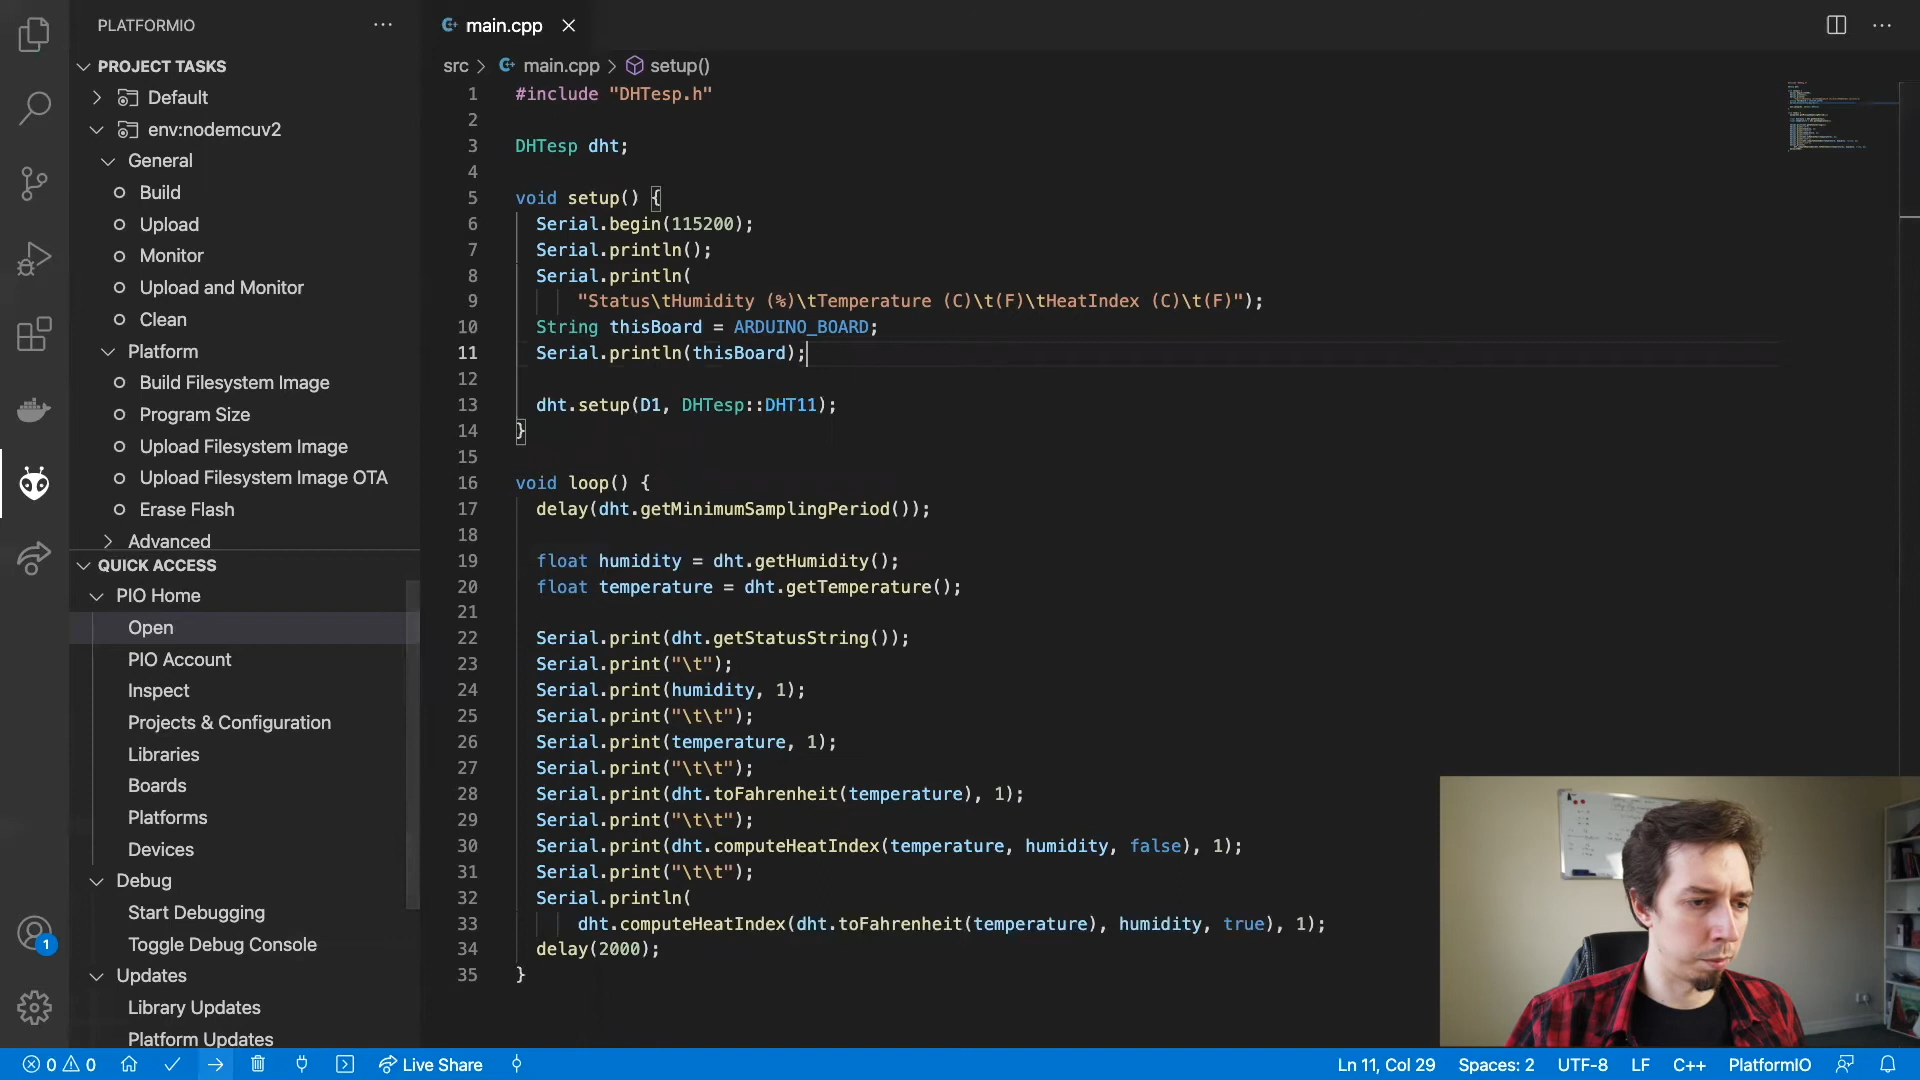 PLATFORMIO
PROJECT TASKS
Default
env:nodemcuv2
General
Build
Upload
Monitor
Upload and Monitor
Clean
Platform
Build Filesystem Image
Program Size
Upload Filesystem Image
Upload Filesystem Image OTA
Erase Flash
Advanced
QUICK ACCESS
PIO Home
Open
PIO Account
Inspect
Projects & Configuration
Libraries
Boards
Platforms
Devices
Debug
Start Debugging
Toggle Debug Console
Updates
Library Updates
Platform Updates
1
main.cpp
src > main.cpp > setup()
1 #include "DHTesp.h"
2
3 DHTesp dht;
4
5 void setup() {
6 Serial.begin(115200);
7 Serial.println();
8 Serial.println(
9 "Status\tHumidity (%)\tTemperature (C)\t(F)\tHeatIndex (C)\t(F)");
10 String thisBoard = ARDUINO_BOARD;
11 Serial.println(thisBoard);
12
13 dht.setup(D1, DHTesp::DHT11);
14 }
15
16 void loop() {
17 delay(dht.getMinimumSamplingPeriod());
18
19 float humidity = dht.getHumidity();
20 float temperature = dht.getTemperature();
21
22 Serial.print(dht.getStatusString());
23 Serial.print("\t");
24 Serial.print(humidity, 1);
25 Serial.print("\t\t");
26 Serial.print(temperature, 1);
27 Serial.print("\t\t");
28 Serial.print(dht.toFahrenheit(temperature), 1);
29 Serial.print("\t\t");
30 Serial.print(dht.computeHeatIndex(temperature, humidity, false), 1);
31 Serial.print("\t\t");
32 Serial.println(
33 dht.computeHeatIndex(dht.toFahrenheit(temperature), humidity, true), 1);
34 delay(2000);
35 }
0 0 Live Share Ln 11, Col 29 Spaces: 2 UTF-8 LF C++ PlatformIO